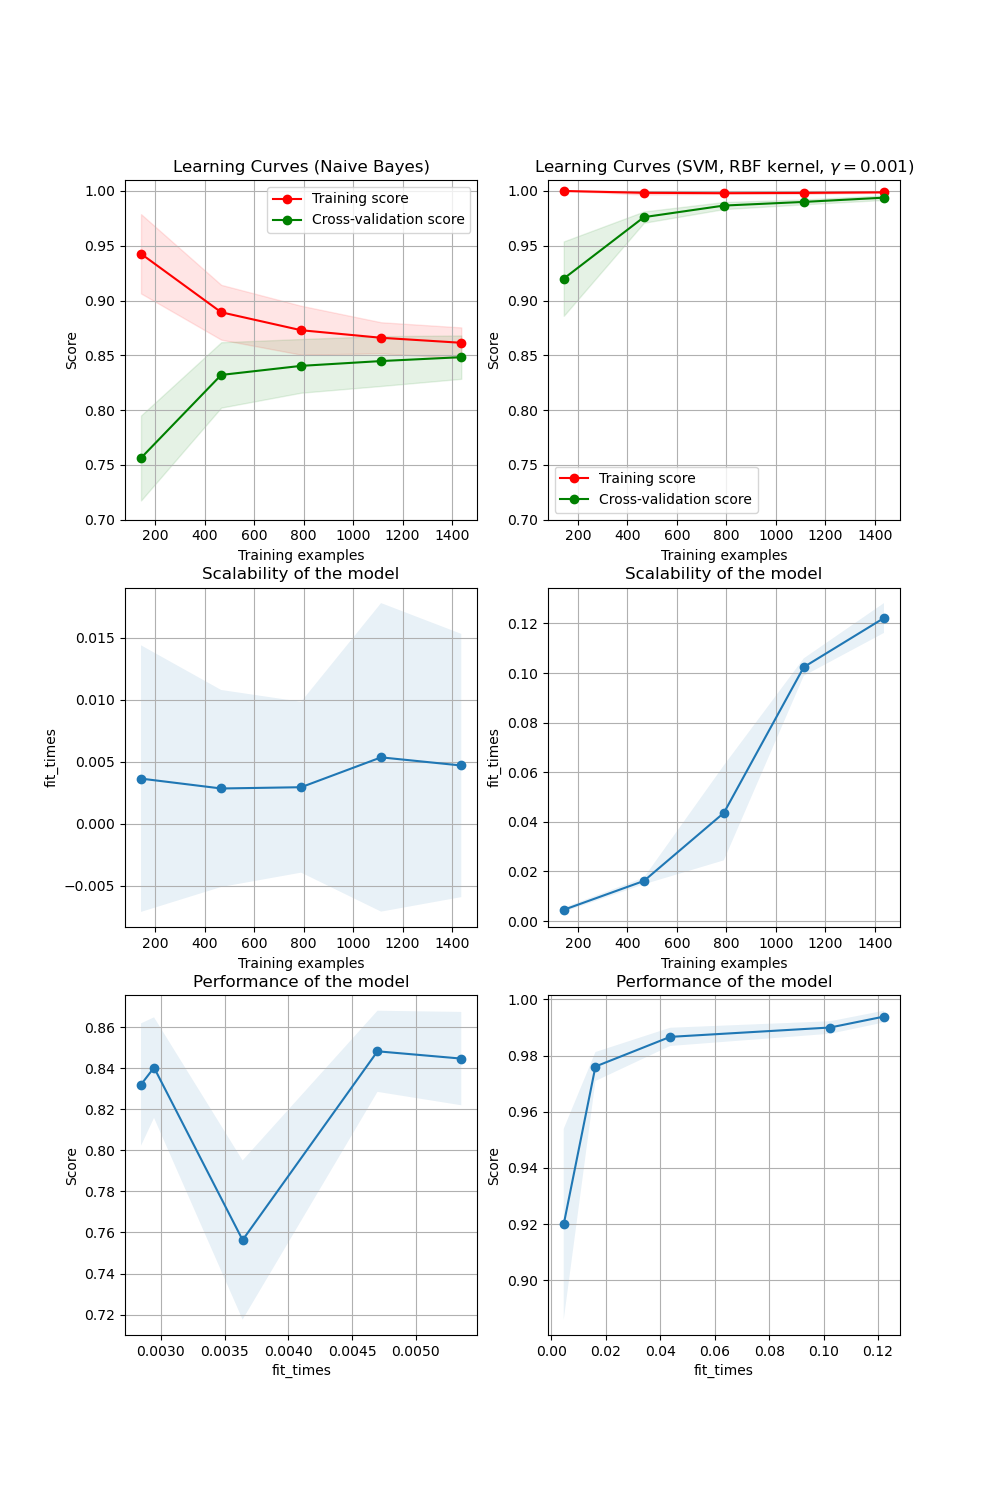 Learning Curves (Naive Bayes)
1.00
0.95
0.90
0.85
0.80
0.75
0.70
Score
Training score
Cross-validation score
200 400 600 800 1000 1200 1400
Training examples
Learning Curves (SVM, RBF kernel, γ = 0.001)
1.00
0.95
0.90
0.85
0.80
0.75
0.70
Score
Training score
Cross-validation score
200 400 600 800 1000 1200 1400
Training examples
Scalability of the model
0.015
0.010
0.005
0.000
−0.005
fit_times
200 400 600 800 1000 1200 1400
Training examples
Scalability of the model
0.12
0.10
0.08
0.06
0.04
0.02
0.00
fit_times
200 400 600 800 1000 1200 1400
Training examples
Performance of the model
0.86
0.84
0.82
0.80
0.78
0.76
0.74
0.72
Score
0.0030 0.0035 0.0040 0.0045 0.0050
fit_times
Performance of the model
1.00
0.98
0.96
0.94
0.92
0.90
Score
0.00 0.02 0.04 0.06 0.08 0.10 0.12
fit_times